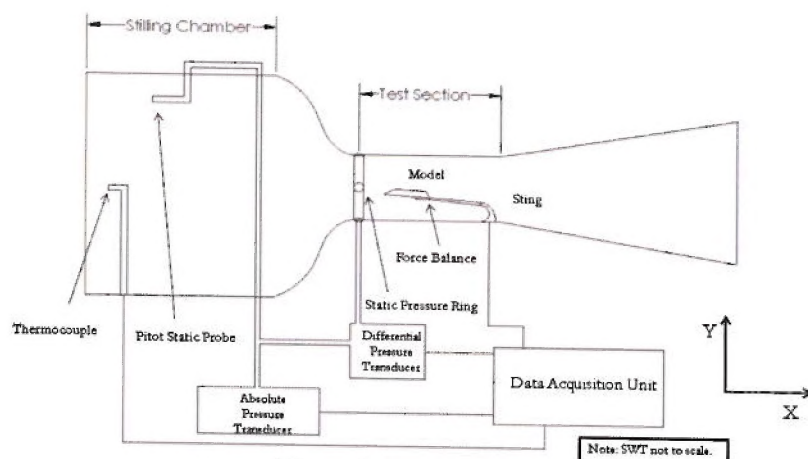 Stilling Chamber
Test Section
Model
Sting
Force Balance
Static Pressure Ring
Thermocouple
Pitot Static Probe
Differential
Pressure
Transducer
Absolute
Pressure
Transducer
Data Acquisition Unit
Y
X
Note: SWT not to scale.